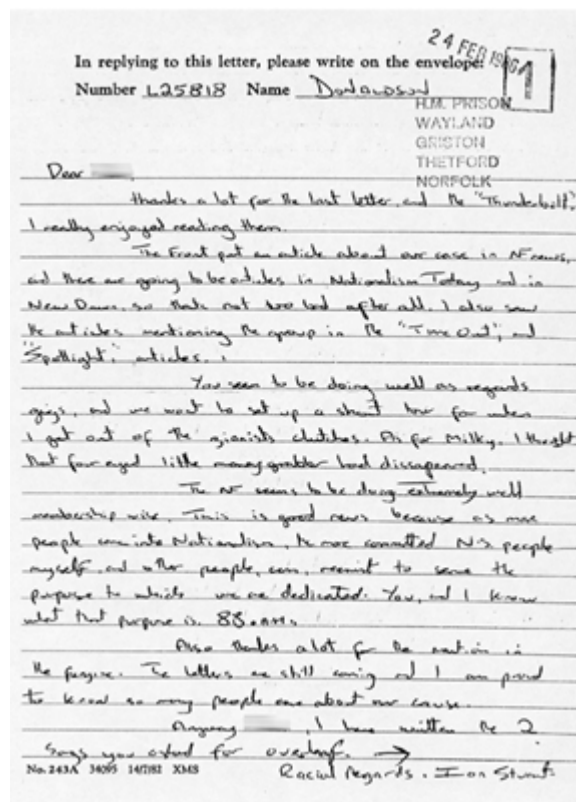 24 FEB 1986
In replying to this letter, please write on the envelope:
Number L25818 Name Donaldson
1
H.M. PRISON
WAYLAND
GRISTON
THETFORD
NORFOLK
Dear
thanks a lot for the last letter, and the "Thunderbolt",
I really enjoyed reading them.
The Front put an article about our case in NF news,
and there are going to be articles in Nationalism Today and in
New Dawn, so thats not too bad after all. I also saw
the articles mentioning the group in the "Time Out", and
"Spotlight", articles.
You seem to be doing well as regards
gigs, and we want to set up a short tour for when
I get out of the zionists clutches. As for Milky, I thought
that four eyed little money grabber had dissapeared.
The NF seems to be doing extremely well
membership wise. This is good news because as more
people come into Nationalism, the more committed N.S people
myself, and other people, can, recruit to serve the
purpose to which we are dedicated. You, and I know
what that purpose is. 88.
Also thanks a lot for the mention in
the fanzine. The letters are still coming and I am proud
to know so many people care about our cause.
Anyway , I have written the 2
songs you asked for overleaf. →
No. 243A 34095 14/7/82 XMS
Racial Regards. Ian Stuart.